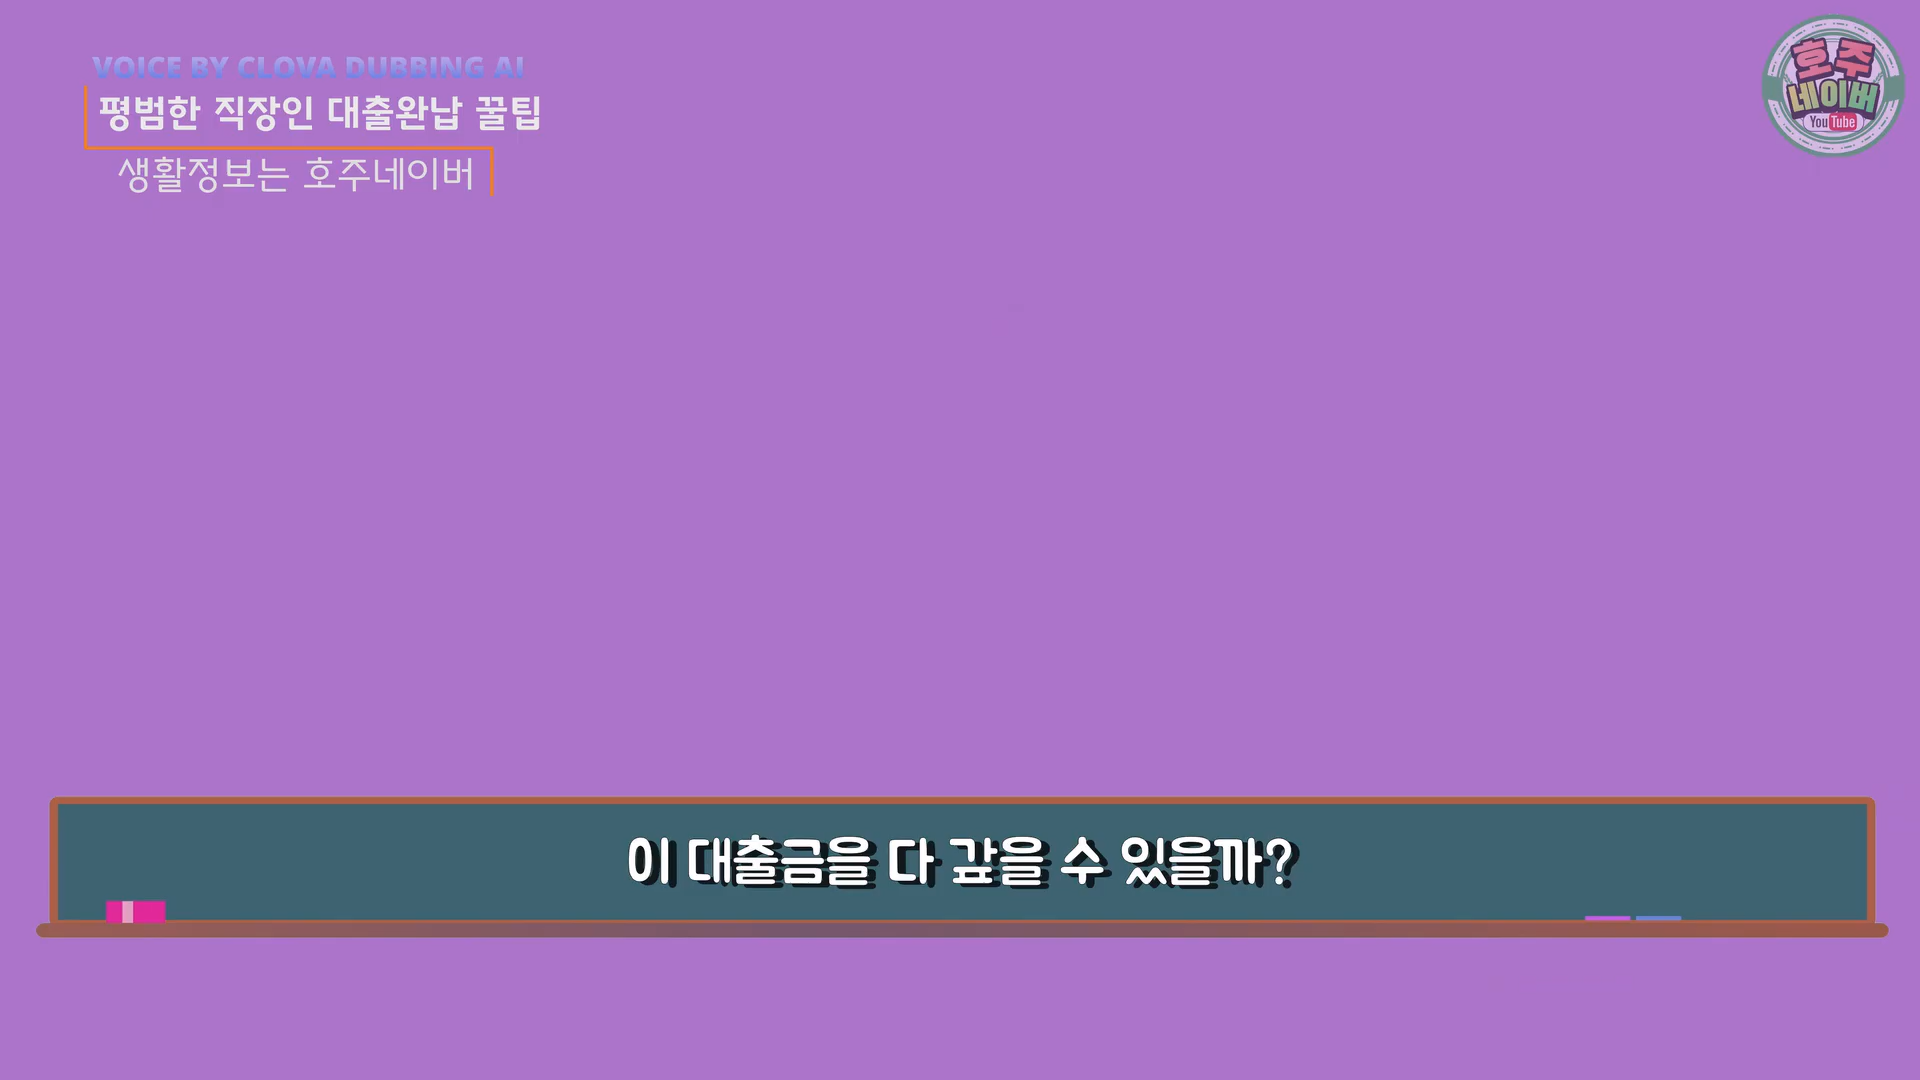 VOICE BY CLOVA DUBBING AI
평범한 직장인 대출완납 꿀팁
생활정보는 호주네이버
호주
네이버
YouTube
이 대출금을 다 갚을 수 있을까?